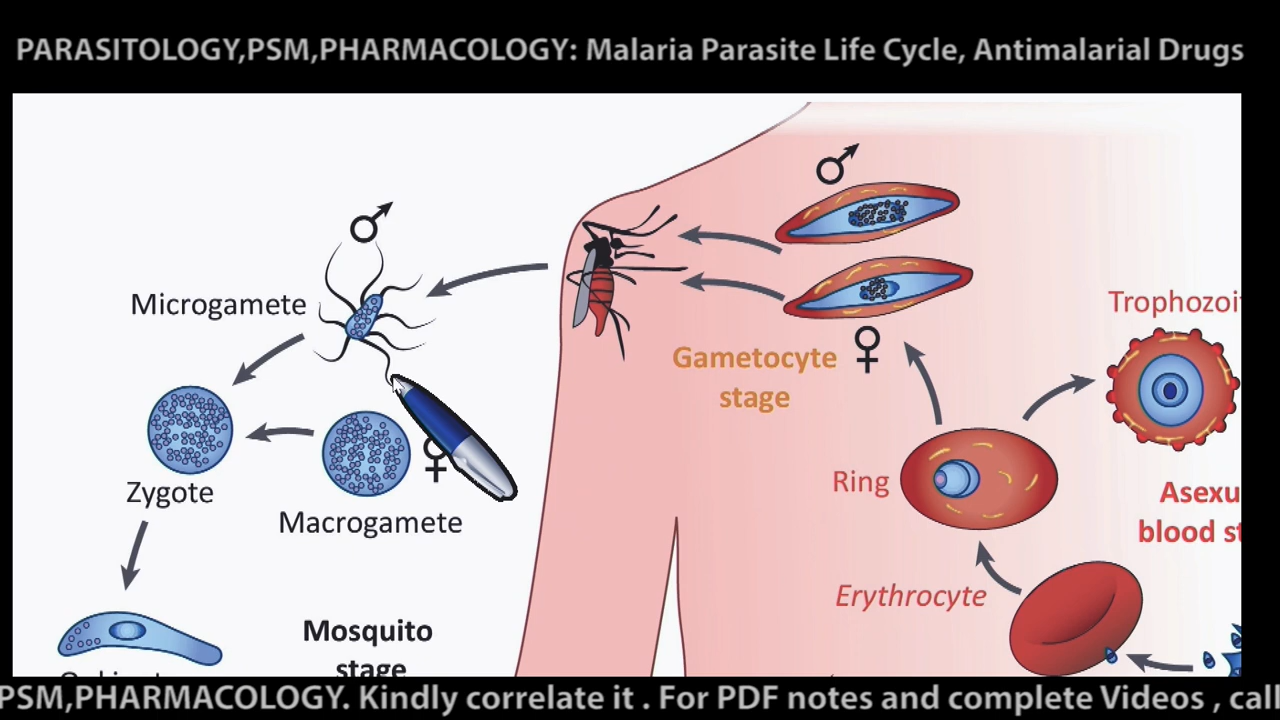 PARASITOLOGY,PSM,PHARMACOLOGY: Malaria Parasite Life Cycle, Antimalarial Drugs
♂
♂
Microgamete
Trophozoi
Gametocyte
stage
♀
♀
Ring
Zygote
Asexu
blood st
Macrogamete
Erythrocyte
Mosquito
stage
PSM,PHARMACOLOGY. Kindly correlate it . For PDF notes and complete Videos , call